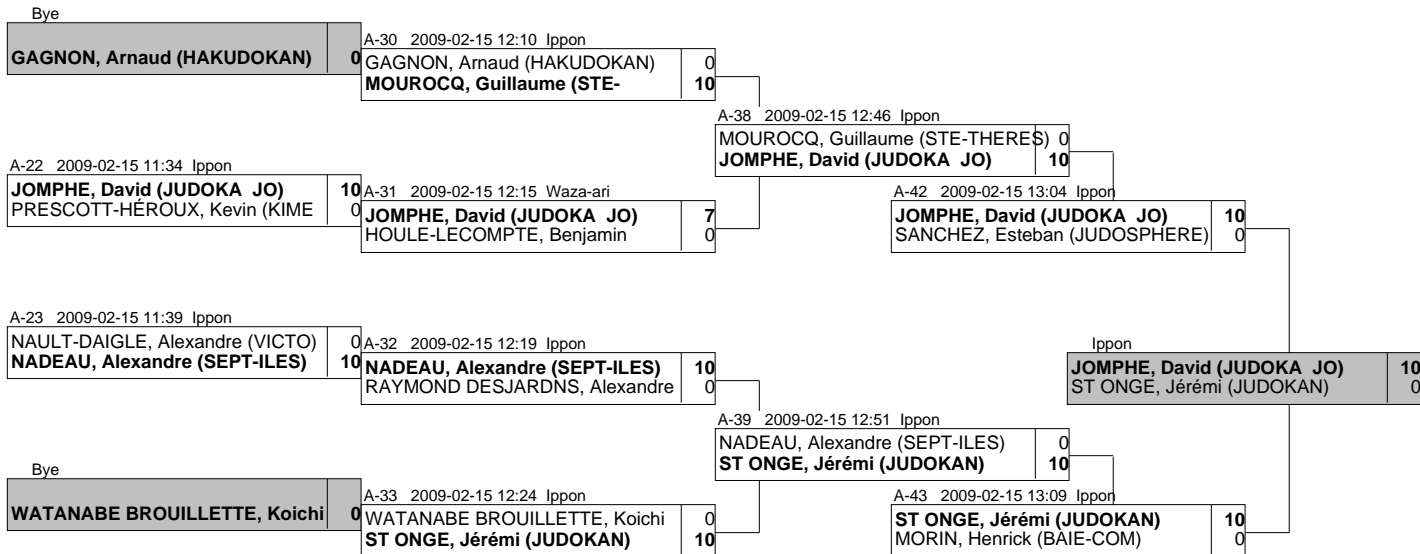 Bye
GAGNON, Arnaud (HAKUDOKAN) 0
A-30 2009-02-15 12:10 Ippon
GAGNON, Arnaud (HAKUDOKAN) 0
MOUROCQ, Guillaume (STE- 10
A-38 2009-02-15 12:46 Ippon
MOUROCQ, Guillaume (STE-THERES) 0
JOMPHE, David (JUDOKA JO) 10
A-22 2009-02-15 11:34 Ippon
JOMPHE, David (JUDOKA JO) 10
PRESCOTT-HÉROUX, Kevin (KIME 0
A-31 2009-02-15 12:15 Waza-ari
JOMPHE, David (JUDOKA JO) 7
HOULE-LECOMPTE, Benjamin 0
A-42 2009-02-15 13:04 Ippon
JOMPHE, David (JUDOKA JO) 10
SANCHEZ, Esteban (JUDOSPHERE) 0
A-23 2009-02-15 11:39 Ippon
NAULT-DAIGLE, Alexandre (VICTO) 0
NADEAU, Alexandre (SEPT-ILES) 10
A-32 2009-02-15 12:19 Ippon
NADEAU, Alexandre (SEPT-ILES) 10
RAYMOND DESJARDNS, Alexandre 0
Ippon
JOMPHE, David (JUDOKA JO) 10
ST ONGE, Jérémi (JUDOKAN) 0
A-39 2009-02-15 12:51 Ippon
NADEAU, Alexandre (SEPT-ILES) 0
ST ONGE, Jérémi (JUDOKAN) 10
Bye
WATANABE BROUILLETTE, Koichi 0
A-33 2009-02-15 12:24 Ippon
WATANABE BROUILLETTE, Koichi 0
ST ONGE, Jérémi (JUDOKAN) 10
A-43 2009-02-15 13:09 Ippon
ST ONGE, Jérémi (JUDOKAN) 10
MORIN, Henrick (BAIE-COM) 0